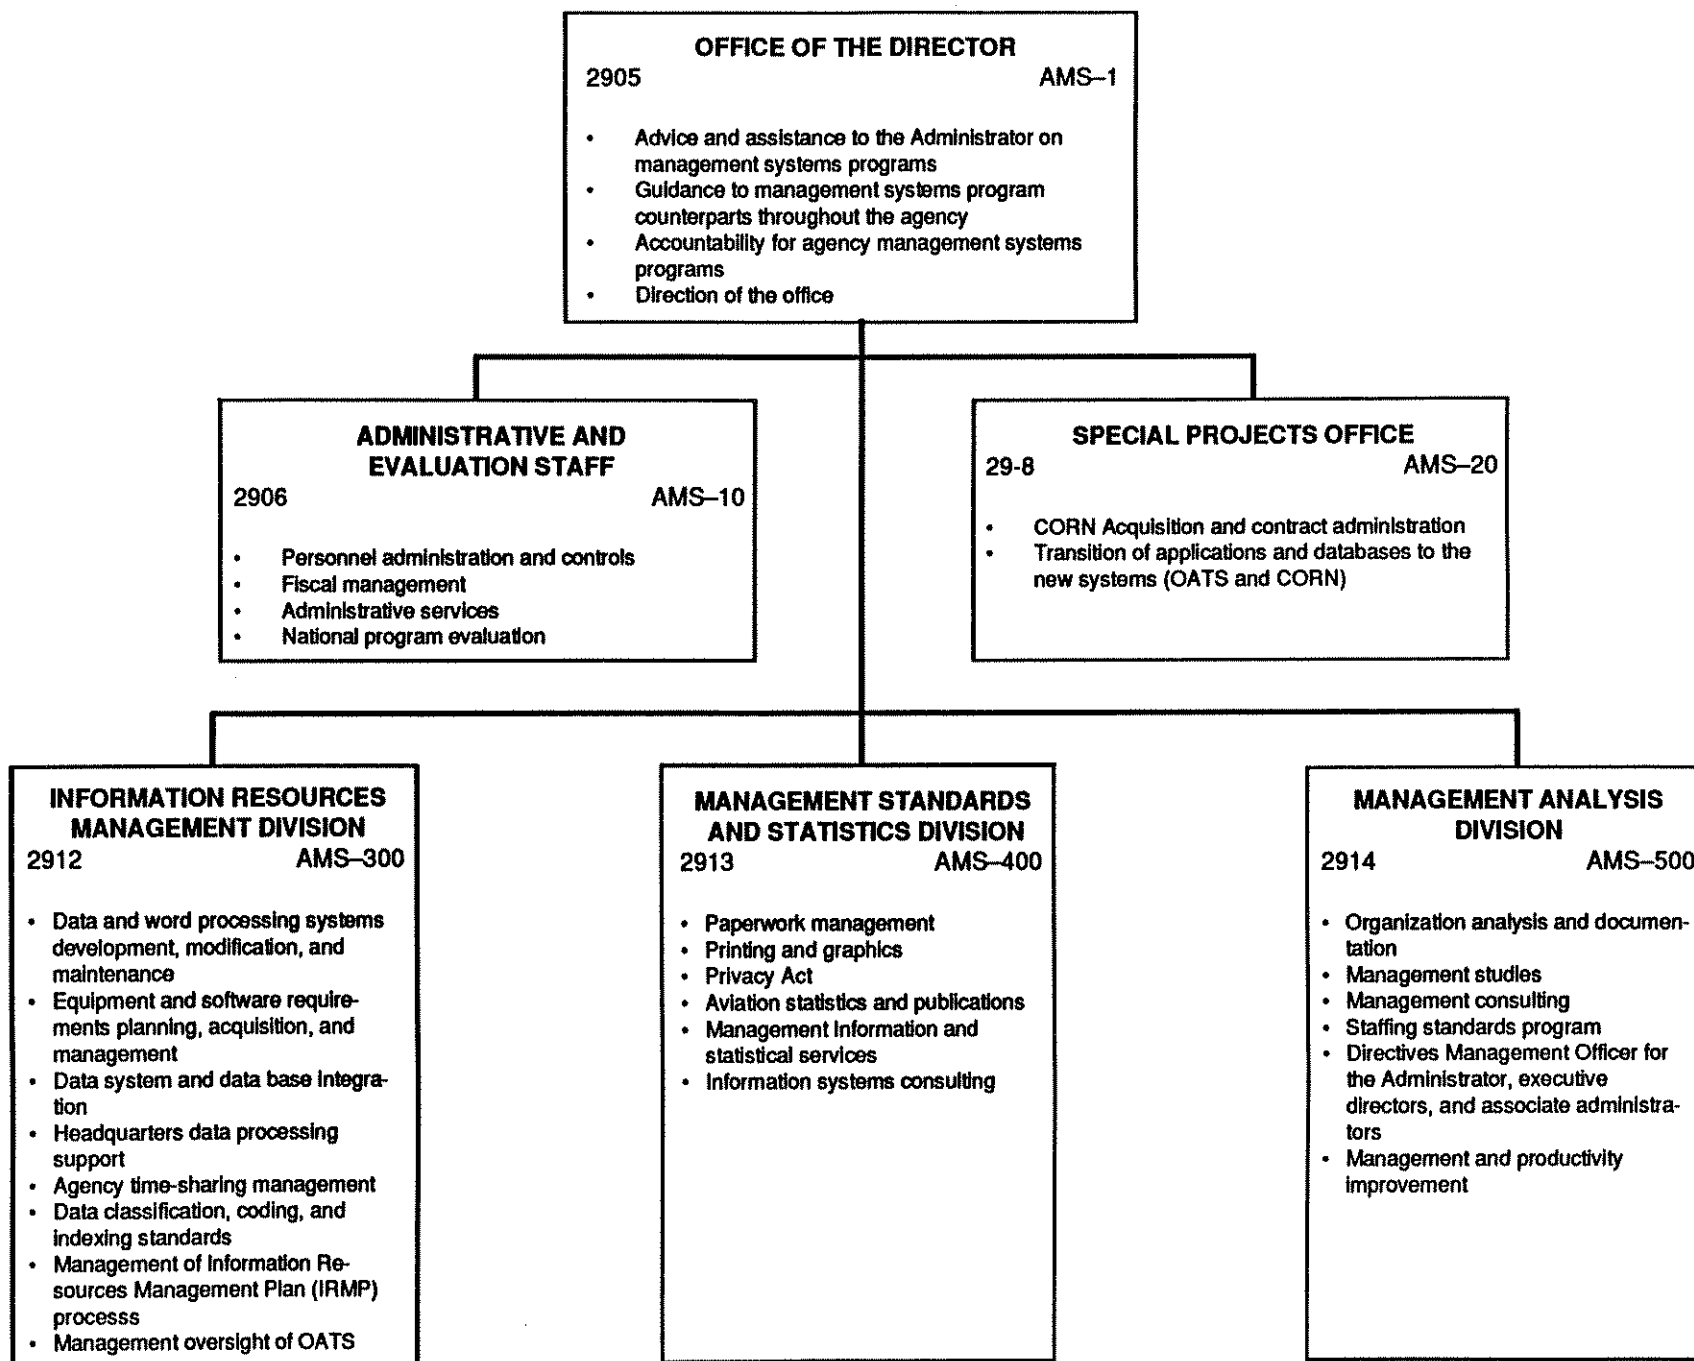 OFFICE OF THE DIRECTOR
2905 AMS–1
• Advice and assistance to the Administrator on
management systems programs
• Guidance to management systems program
counterparts throughout the agency
• Accountability for agency management systems
programs
• Direction of the office
ADMINISTRATIVE AND
EVALUATION STAFF
2906 AMS–10
• Personnel administration and controls
• Fiscal management
• Administrative services
• National program evaluation
SPECIAL PROJECTS OFFICE
29-8 AMS–20
• CORN Acquisition and contract administration
• Transition of applications and databases to the
new systems (OATS and CORN)
INFORMATION RESOURCES
MANAGEMENT DIVISION
2912 AMS–300
• Data and word processing systems
development, modification, and
maintenance
• Equipment and software require-
ments planning, acquisition, and
management
• Data system and data base integra-
tion
• Headquarters data processing
support
• Agency time-sharing management
• Data classification, coding, and
indexing standards
• Management of Information Re-
sources Management Plan (IRMP)
processs
• Management oversight of OATS
MANAGEMENT STANDARDS
AND STATISTICS DIVISION
2913 AMS–400
• Paperwork management
• Printing and graphics
• Privacy Act
• Aviation statistics and publications
• Management Information and
statistical services
• Information systems consulting
MANAGEMENT ANALYSIS
DIVISION
2914 AMS–500
• Organization analysis and documen-
tation
• Management studies
• Management consulting
• Staffing standards program
• Directives Management Officer for
the Administrator, executive
directors, and associate administra-
tors
• Management and productivity
improvement